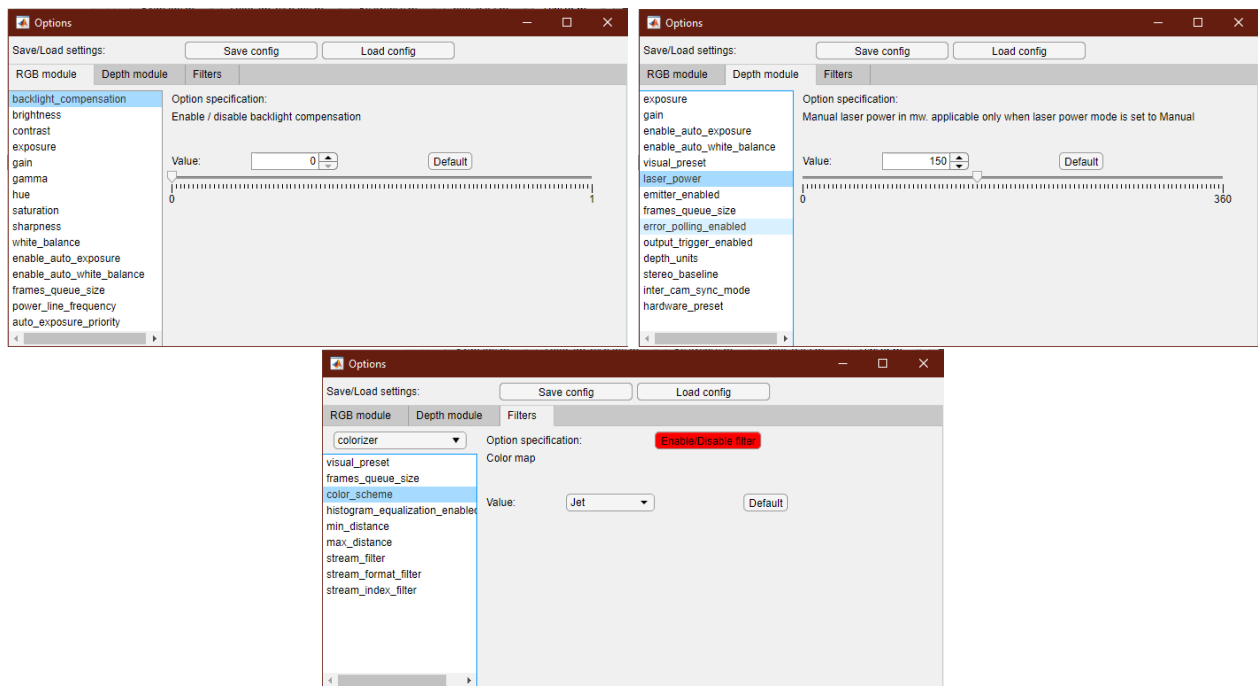 Options
Save/Load settings:
Save config
Load config
RGB module
Depth module
Filters
backlight_compensation
brightness
contrast
exposure
gain
gamma
hue
saturation
sharpness
white_balance
enable_auto_exposure
enable_auto_white_balance
frames_queue_size
power_line_frequency
auto_exposure_priority
Option specification:
Enable / disable backlight compensation
Value:
0
Default
0
1
Options
Save/Load settings:
Save config
Load config
RGB module
Depth module
Filters
exposure
gain
enable_auto_exposure
enable_auto_white_balance
visual_preset
laser_power
emitter_enabled
frames_queue_size
error_polling_enabled
output_trigger_enabled
depth_units
stereo_baseline
inter_cam_sync_mode
hardware_preset
Option specification:
Manual laser power in mw. applicable only when laser power mode is set to Manual
Value:
150
Default
0
360
Options
Save/Load settings:
Save config
Load config
RGB module
Depth module
Filters
colorizer
visual_preset
frames_queue_size
color_scheme
histogram_equalization_enabled
min_distance
max_distance
stream_filter
stream_format_filter
stream_index_filter
Option specification:
Enable/Disable filter
Color map
Value:
Jet
Default